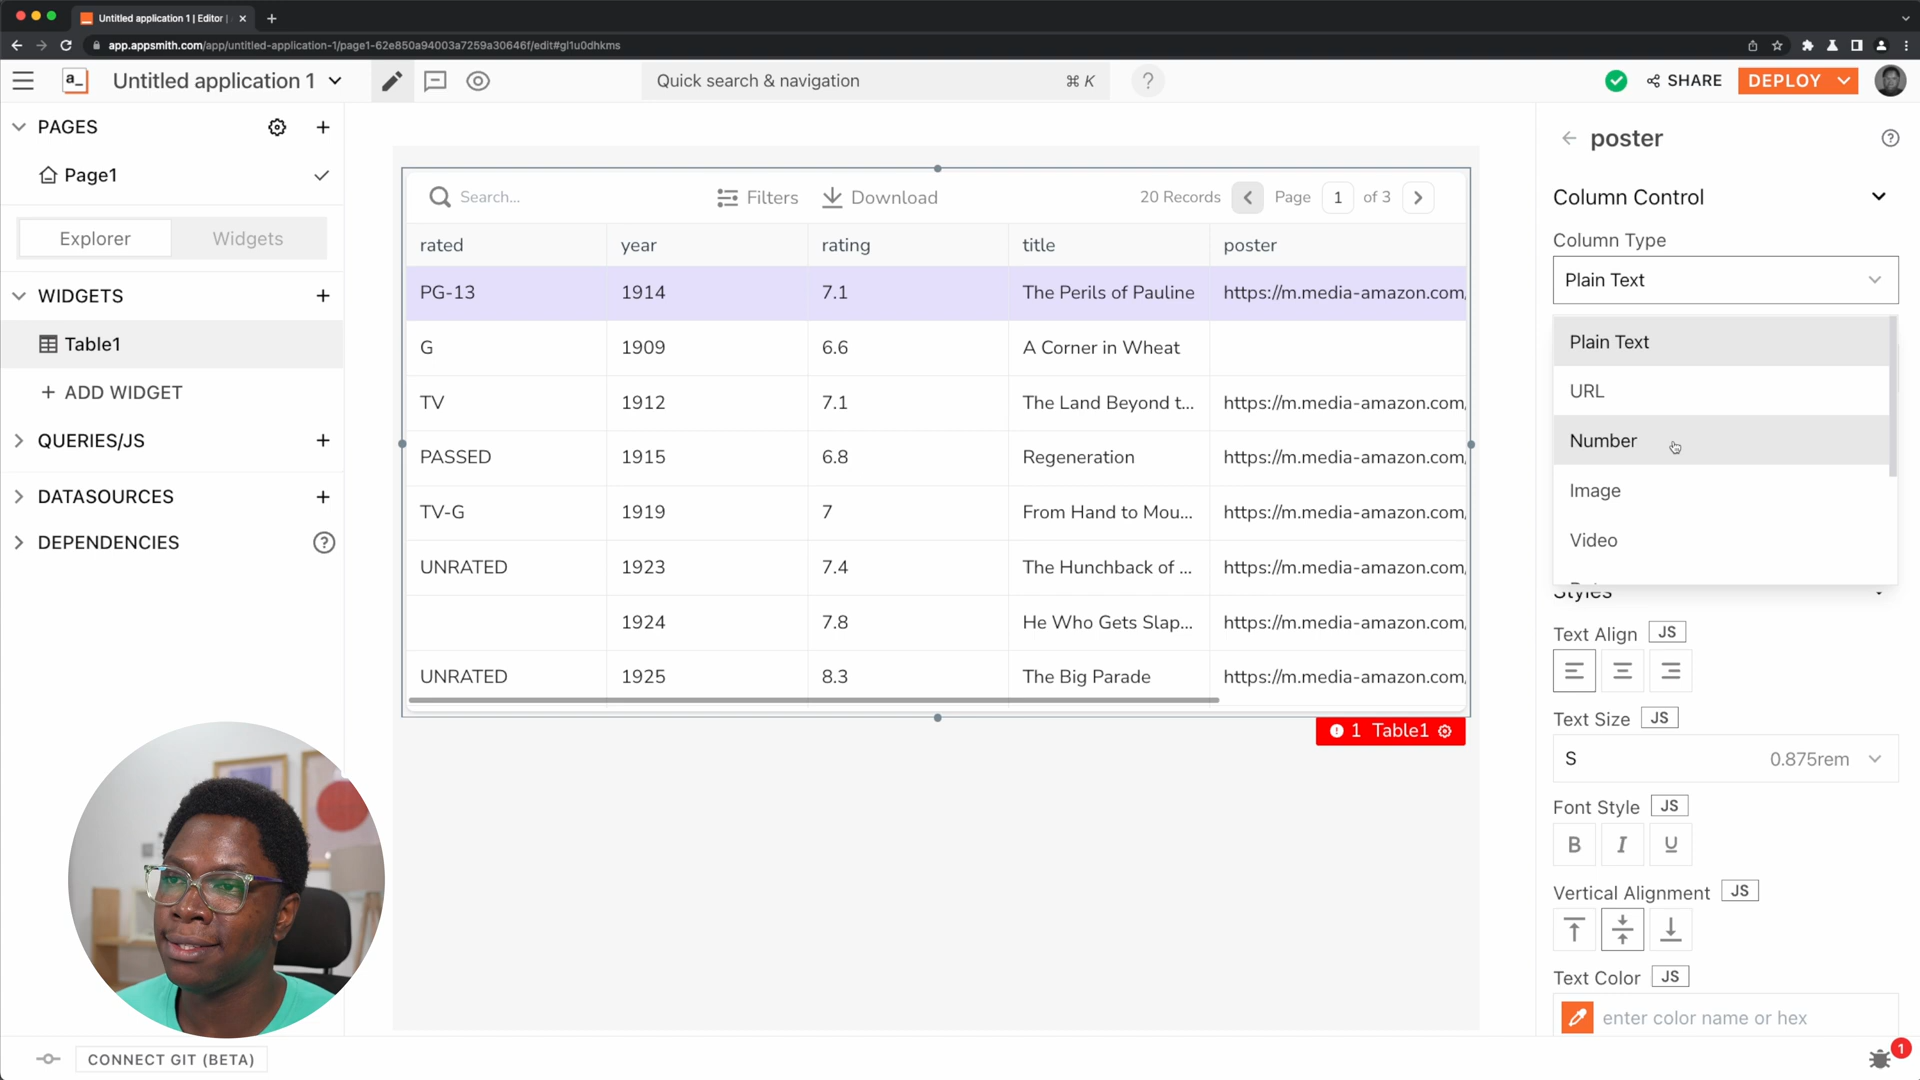 Untitled application 1 | Editor |
app.appsmith.com/app/untitled-application-1/page1-62e850a94003a7259a30646f/edit#gl1u0dhkms
a_
Untitled application 1
Quick search & navigation
⌘ K
?
SHARE
DEPLOY
PAGES
Page1
Explorer
Widgets
WIDGETS
Table1
+ ADD WIDGET
QUERIES/JS
DATASOURCES
DEPENDENCIES
?
Search...
Filters
Download
20 Records
Page
1
of 3
rated year rating title poster
PG-13 1914 7.1 The Perils of Pauline https://m.media-amazon.com/
G 1909 6.6 A Corner in Wheat
TV 1912 7.1 The Land Beyond t... https://m.media-amazon.com/
PASSED 1915 6.8 Regeneration https://m.media-amazon.com/
TV-G 1919 7 From Hand to Mou... https://m.media-amazon.com/
UNRATED 1923 7.4 The Hunchback of ... https://m.media-amazon.com/
1924 7.8 He Who Gets Slap... https://m.media-amazon.com/
UNRATED 1925 8.3 The Big Parade https://m.media-amazon.com/
1 Table1
poster
?
Column Control
Column Type
Plain Text
Plain Text
URL
Number
Image
Video
Styles
Text Align JS
Text Size JS
S 0.875rem
Font Style JS
B I U
Vertical Alignment JS
Text Color JS
enter color name or hex
CONNECT GIT (BETA)
1